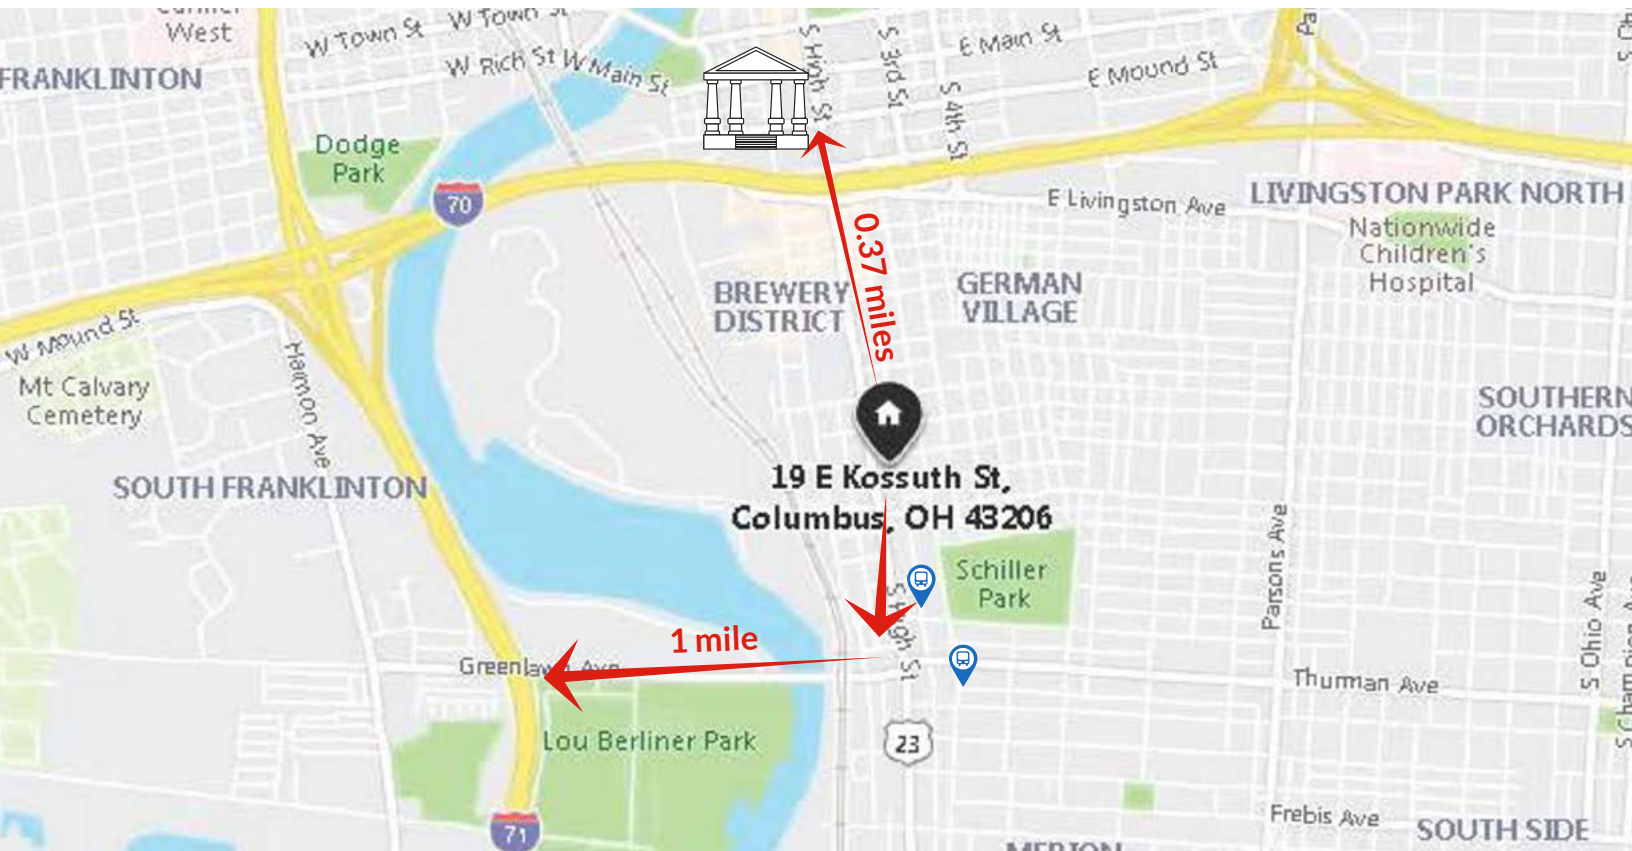 West
W Town St
W Town St
FRANKLINTON
W Rich St
W Main St
S High St
S 3rd St
E Main St
E Mound St
S 4th St
Dodge
Park
70
E Livingston Ave
LIVINGSTON PARK NORTH
Nationwide
Children's
Hospital
0.37 miles
BREWERY
DISTRICT
GERMAN
VILLAGE
W Mound St
Mt Calvary
Cemetery
Harmon Ave
SOUTHERN
ORCHARDS
SOUTH FRANKLINTON
19 E Kossuth St,
Columbus, OH 43206
Parsons Ave
Schiller
Park
S High St
S Ohio Ave
1 mile
Greenlawn Ave
Thurman Ave
Lou Berliner Park
23
71
Frebis Ave
SOUTH SIDE